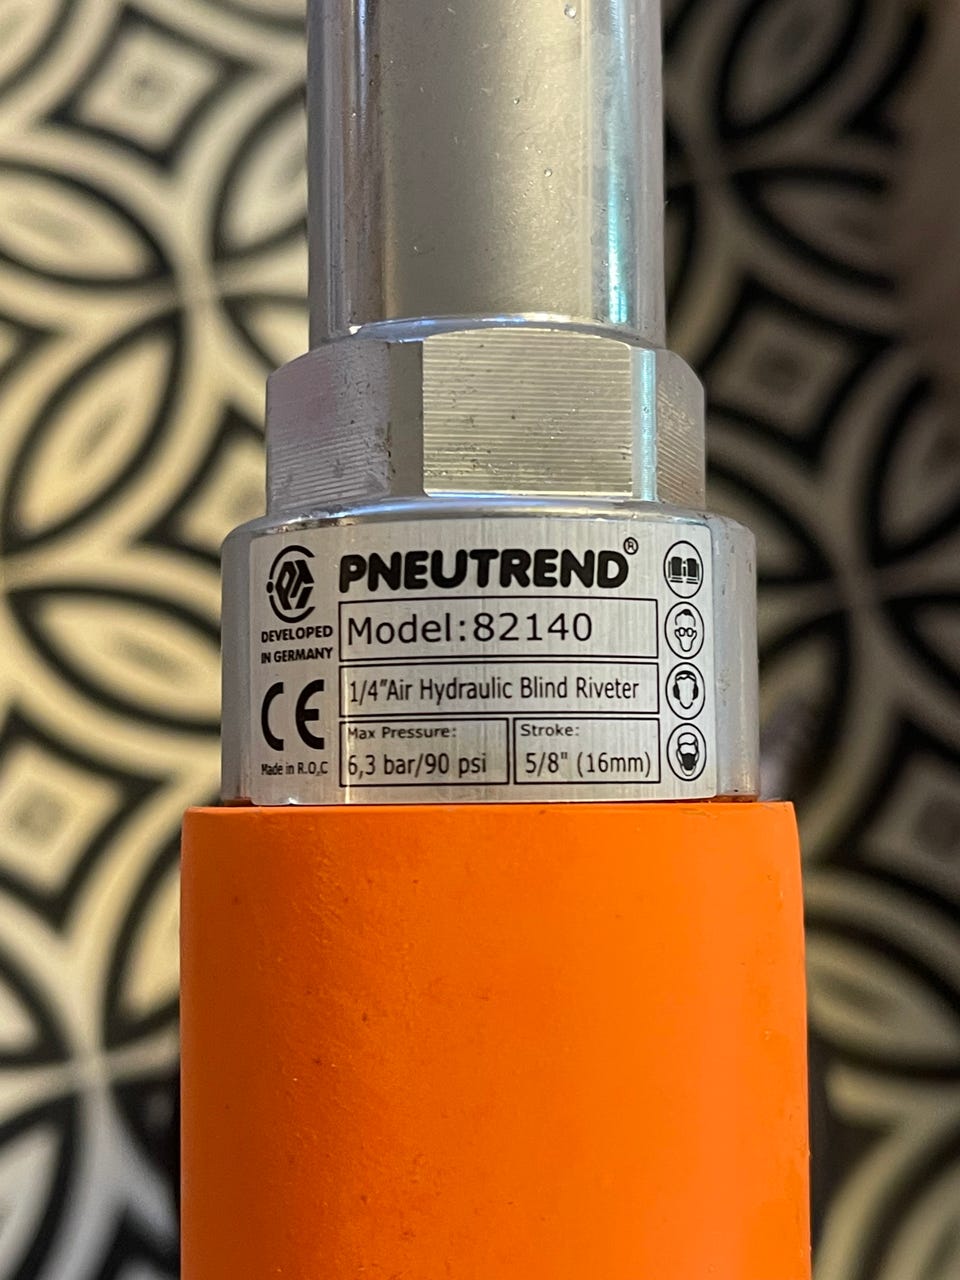 PNEUTREND®
DEVELOPED
IN GERMANY
Model:82140
1/4"Air Hydraulic Blind Riveter
CE
Made in R.O.C
Max Pressure:
6,3 bar/90 psi
Stroke:
5/8" (16mm)